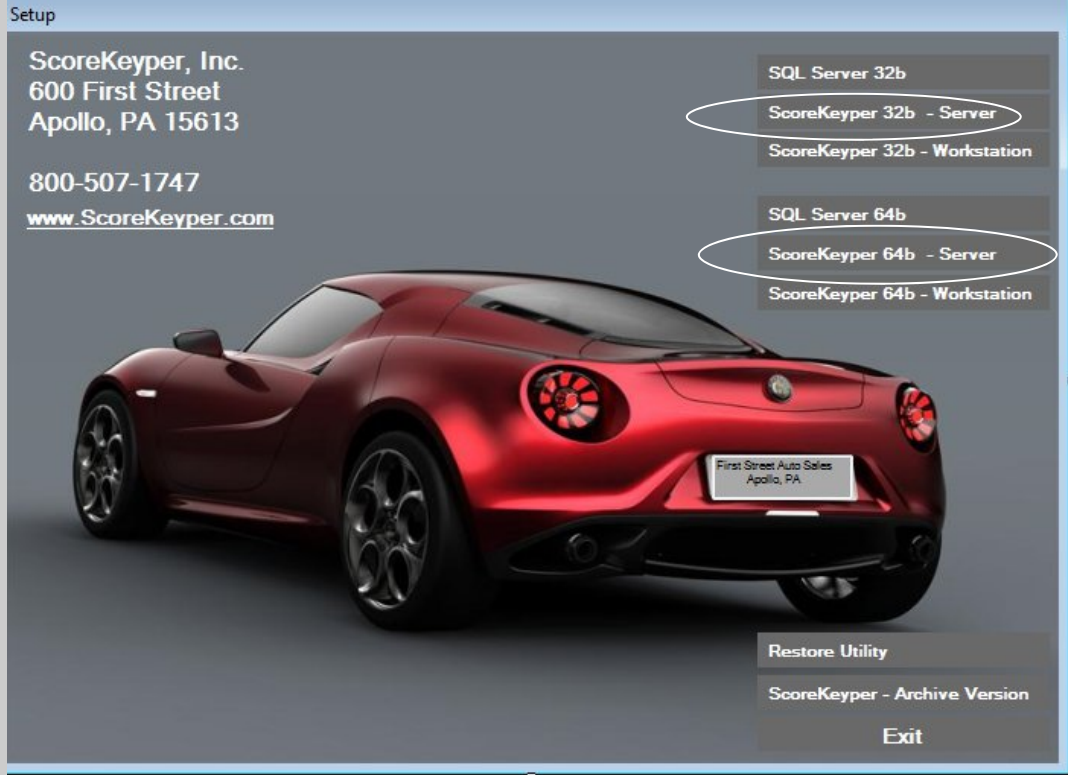 Setup
ScoreKeyper, Inc.
600 First Street
Apollo, PA 15613
800-507-1747
www.ScoreKeyper.com
SQL Server 32b
ScoreKeyper 32b - Server
ScoreKeyper 32b - Workstation
SQL Server 64b
ScoreKeyper 64b - Server
ScoreKeyper 64b - Workstation
First Street Auto Sales
Apollo, PA
Restore Utility
ScoreKeyper - Archive Version
Exit